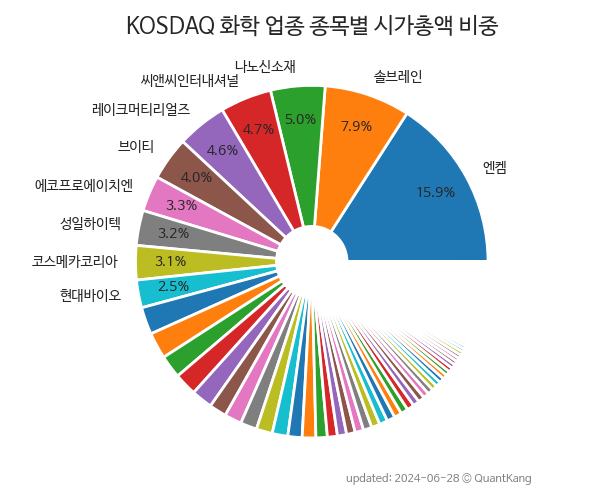 KOSDAQ 화학 업종 종목별 시가총액 비중
나노신소재
솔브레인
씨앤씨인터내셔널
레이크머티리얼즈
브이티
에코프로에이치엔
성일하이텍
코스메카코리아
현대바이오
엔켐
5.0%
7.9%
4.7%
4.6%
4.0%
3.3%
3.2%
3.1%
2.5%
15.9%
updated: 2024-06-28 © QuantKang